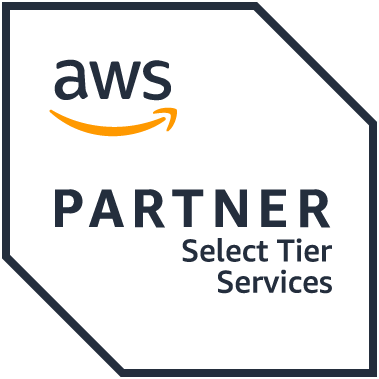 aws
PARTNER
Select Tier
Services